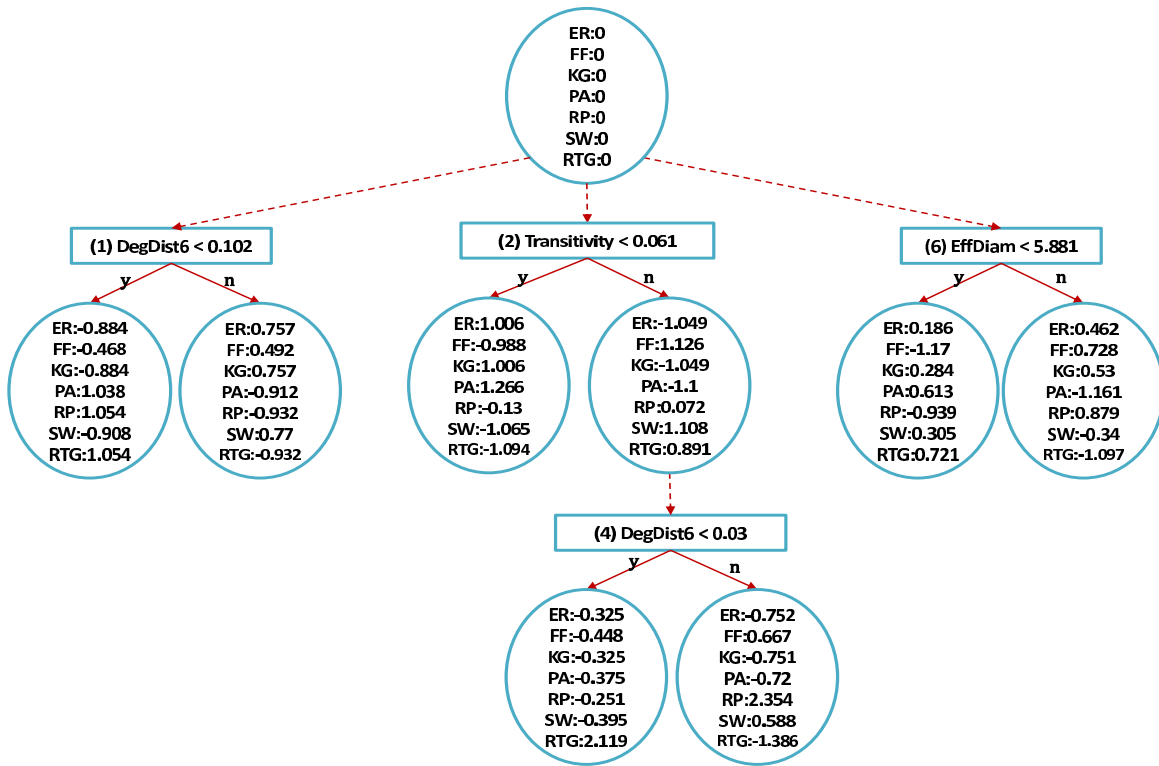 ER:0
FF:0
KG:0
PA:0
RP:0
SW:0
RTG:0
(1) DegDist6 < 0.102
(2) Transitivity < 0.061
(6) EffDiam < 5.881
y
n
y
n
y
n
ER:-0.884
FF:-0.468
KG:-0.884
PA:1.038
RP:1.054
SW:-0.908
RTG:1.054
ER:0.757
FF:0.492
KG:0.757
PA:-0.912
RP:-0.932
SW:0.77
RTG:-0.932
ER:1.006
FF:-0.988
KG:1.006
PA:1.266
RP:-0.13
SW:-1.065
RTG:-1.094
ER:-1.049
FF:1.126
KG:-1.049
PA:-1.1
RP:0.072
SW:1.108
RTG:0.891
ER:0.186
FF:-1.17
KG:0.284
PA:0.613
RP:-0.939
SW:0.305
RTG:0.721
ER:0.462
FF:0.728
KG:0.53
PA:-1.161
RP:0.879
SW:-0.34
RTG:-1.097
(4) DegDist6 < 0.03
y
n
ER:-0.325
FF:-0.448
KG:-0.325
PA:-0.375
RP:-0.251
SW:-0.395
RTG:2.119
ER:-0.752
FF:0.667
KG:-0.751
PA:-0.72
RP:2.354
SW:0.588
RTG:-1.386